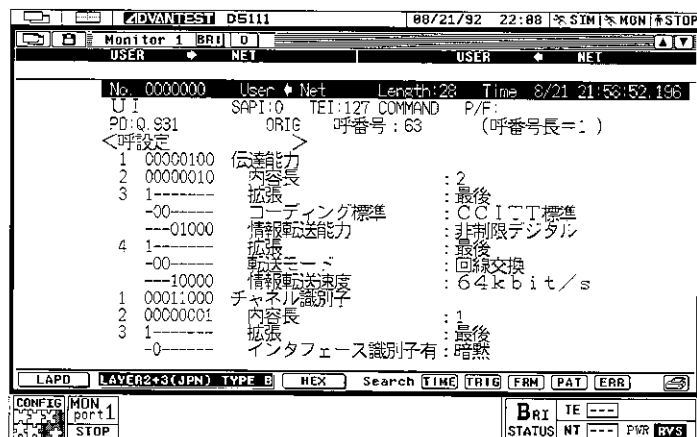 ADVANTEST D5111 08/21/92 22:08 SIM MON STOP
Monitor 1 BRI D
USER NET USER NET
No. 0000000 User Net Length:28 Time 8/21 21:58:52.196
UI SAPI:0 TEI:127 COMMAND P/F:
PD:Q.931 ORIG 呼番号:63 (呼番号長=1 )
<呼設定 >
1 00000100 伝達能力
2 00000010 内容長 :2
3 1------- 拡張 :最後
-00----- コーディング標準 :CCITT標準
---01000 情報転送能力 :非制限デジタル
4 1------- 拡張 :最後
-00----- 転送モード :回線交換
---10000 情報転送速度 :64kbit/s
1 00011000 チャネル識別子
2 00000001 内容長 :1
3 1------- 拡張 :最後
-0------ インタフェース識別子有:暗黙
LAPD LAYER2+3(JPN) TYPE B HEX Search TIME TRIG FRM PAT ERR
CONFIG MON port1 STOP
BRI STATUS TE ---
NT --- PWR RVS